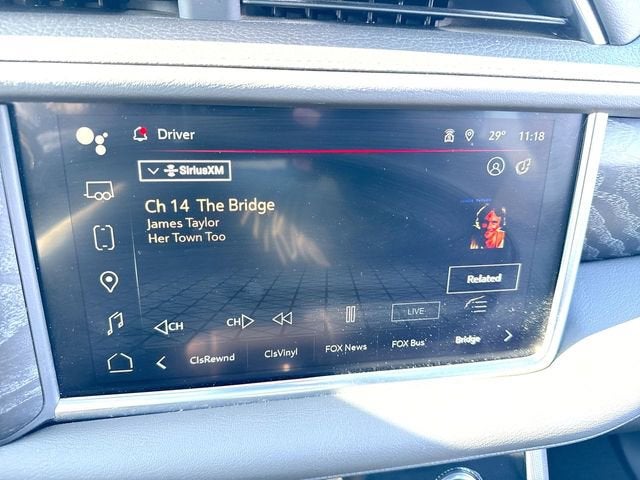 Driver 29° 11:18
SiriusXM
Ch 14 The Bridge
James Taylor
Her Town Too
Related
CH CH LIVE
ClsRewnd ClsVinyl FOX News FOX Bus Bridge